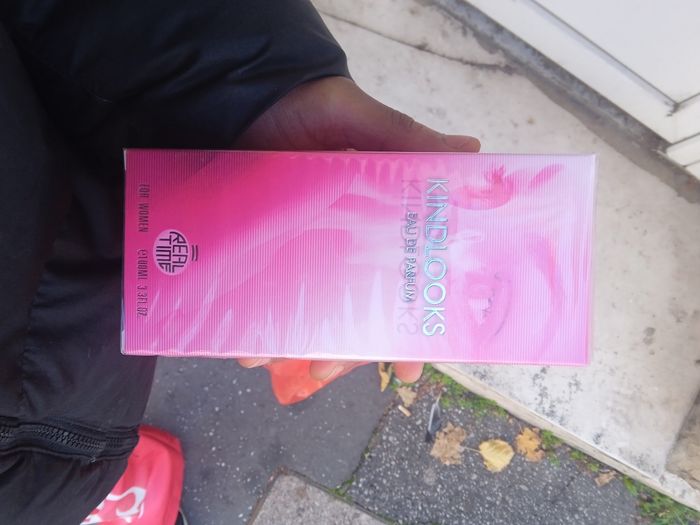 KINDLOOKS
EAU DE PARFUM
REAL
TIME
FOR WOMEN ℮100ML 3.3FL.OZ